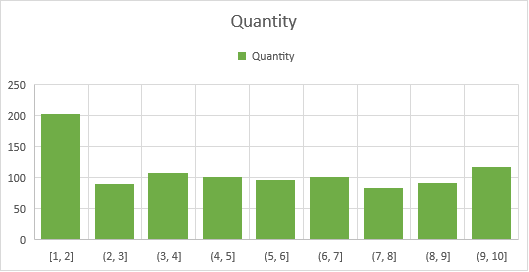 Quantity
Quantity
250
200
150
100
50
0
[1, 2] (2, 3] (3, 4] (4, 5] (5, 6] (6, 7] (7, 8] (8, 9] (9, 10]